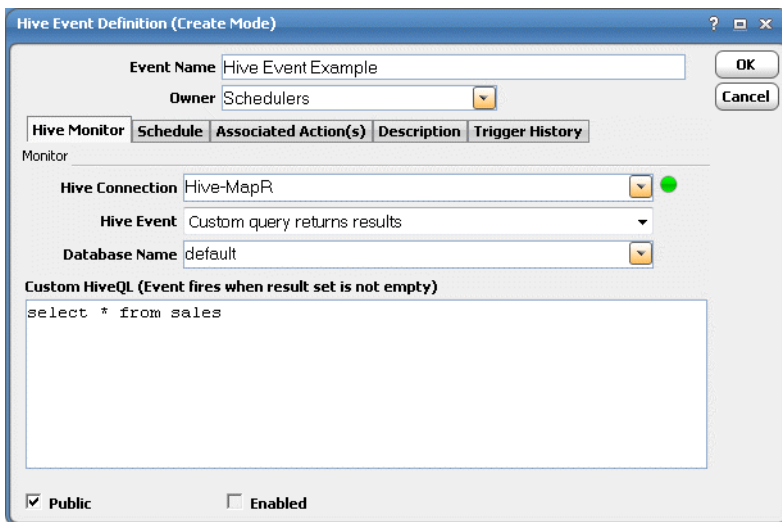 Hive Event Definition (Create Mode) ?
Event Name Hive Event Example OK
Owner Schedulers Cancel
Hive Monitor Schedule Associated Action(s) Description Trigger History
Monitor
Hive Connection Hive-MapR
Hive Event Custom query returns results
Database Name default
Custom HiveQL (Event fires when result set is not empty)
select * from sales
Public Enabled